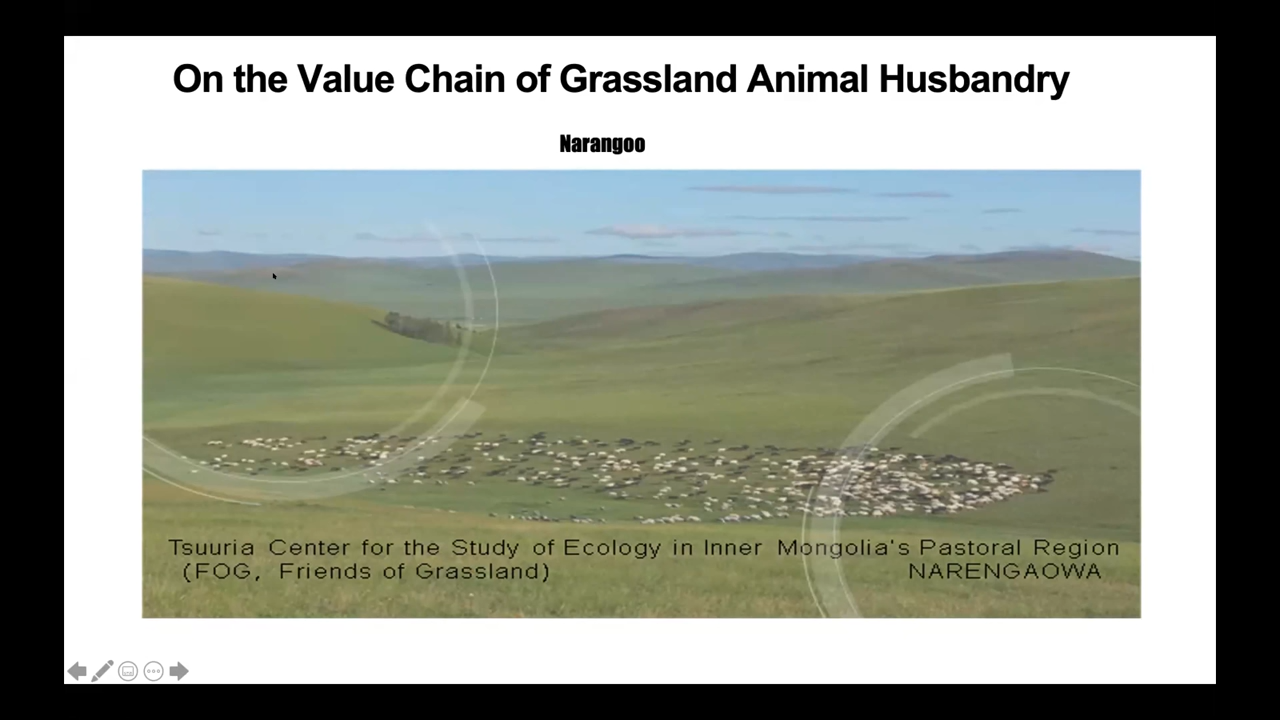 On the Value Chain of Grassland Animal Husbandry
Narangoo
Tsuuria Center for the Study of Ecology in Inner Mongolia's Pastoral Region
(FOG, Friends of Grassland) NARENGAOWA